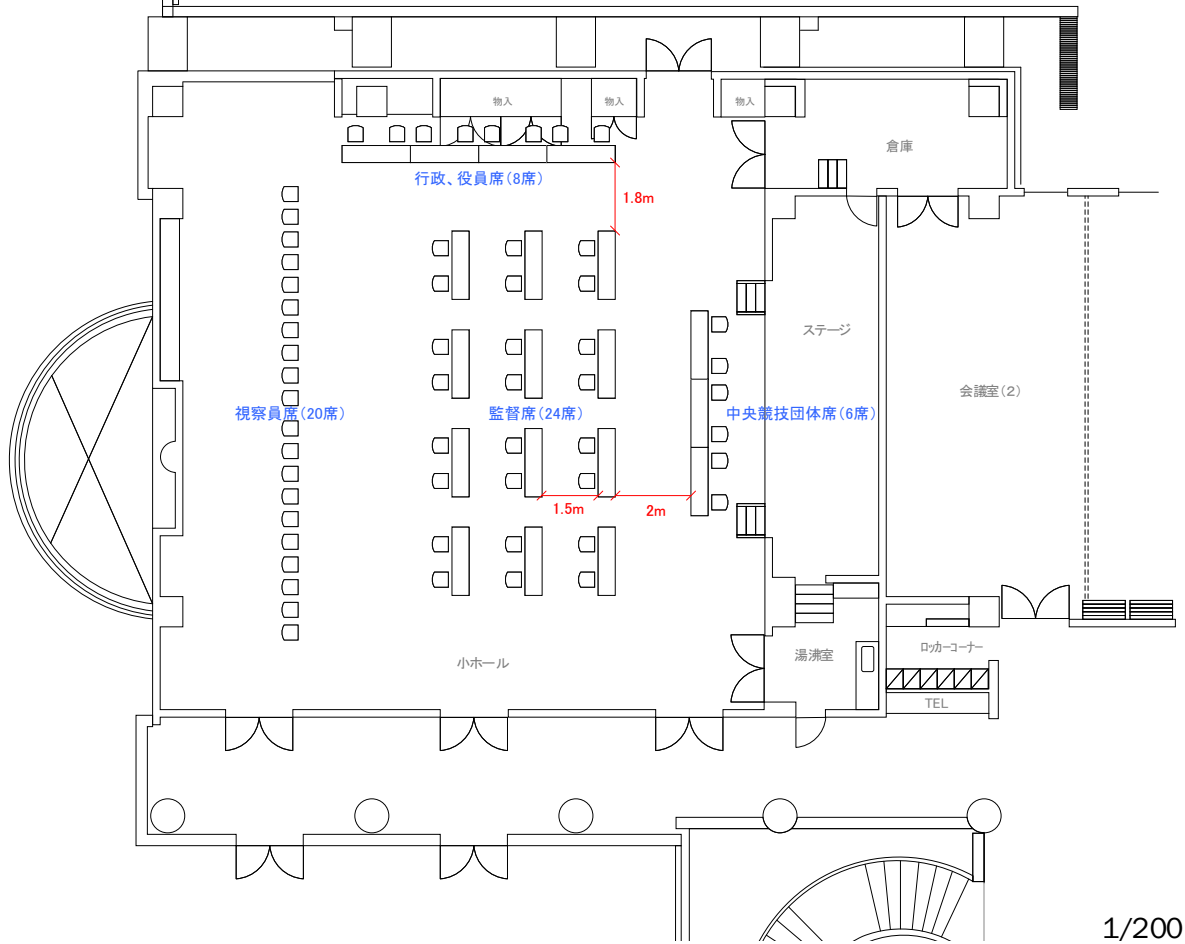 物入
物入
物入
倉庫
行政、役員席(8席)
1.8m
ステージ
会議室(2)
視察員席(20席)
監督席(24席)
中央競技団体席(6席)
1.5m
2m
小ホール
湯沸室
ロッカーコーナー
TEL
1/200